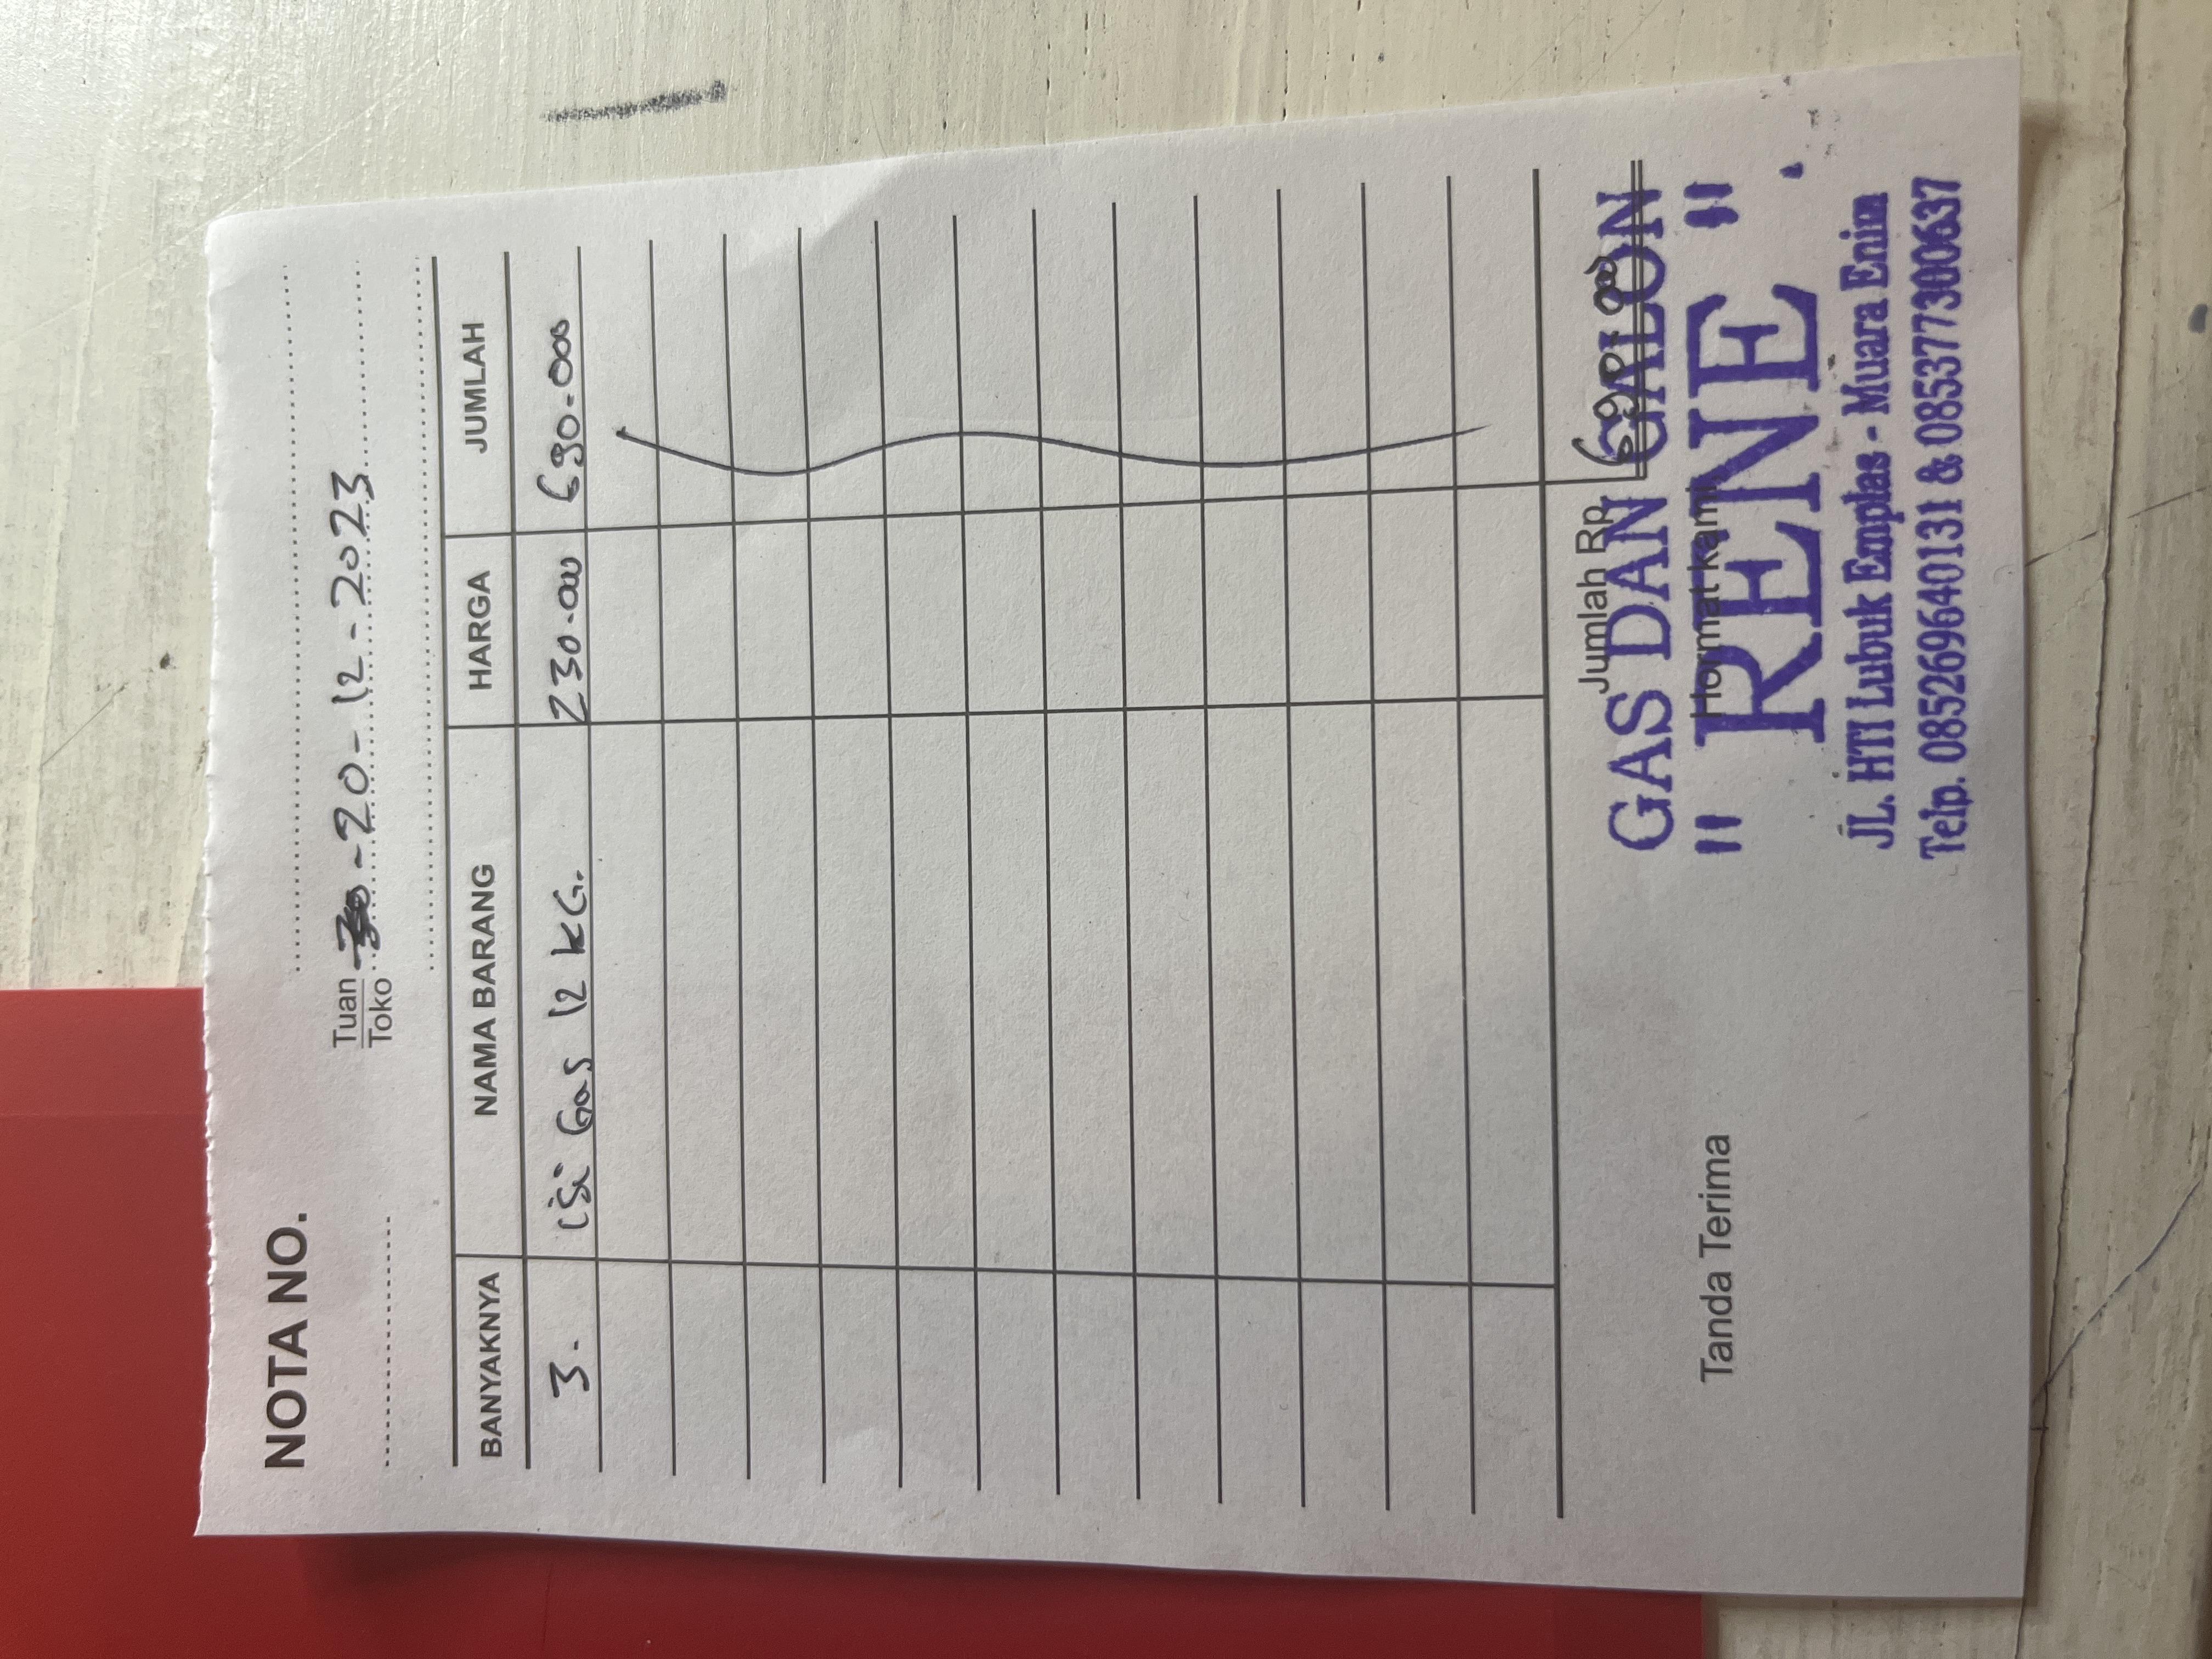 NOTA NO.
Tuan
Toko
- 20 - 12 - 2023
BANYAKNYA NAMA BARANG HARGA JUMLAH
3. isi Gas 12 KG. 230.000 690.000
Jumlah Rp 690.000
GAS DAN GALON
Tanda Terima Hormat kami
" RENE "
JL. HTI Lubuk Emplas - Muara Enim
Telp. 085269640131 & 085377300637